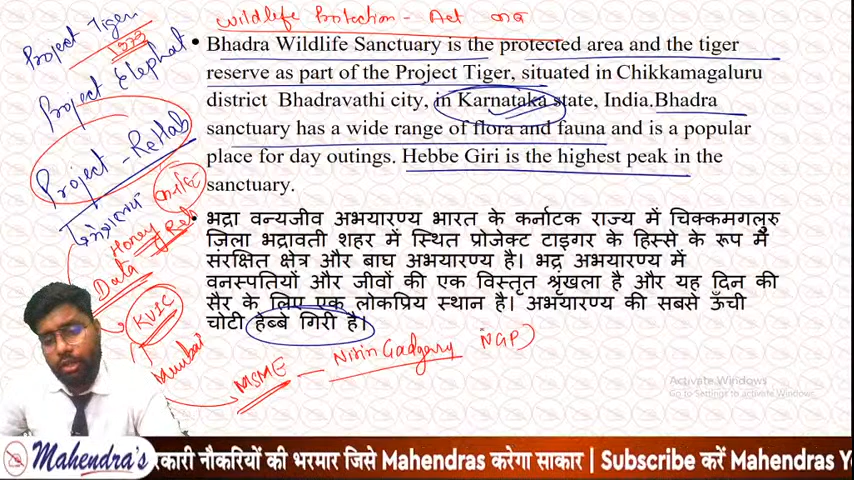 Wildlife Protection - Act
Project Tiger
1973
Project Elephat
Project - ReHab
Honey
Data
KVIC
Mumbai
MSME - Nitin Gadgarry NGP)
• Bhadra Wildlife Sanctuary is the protected area and the tiger
reserve as part of the Project Tiger, situated in Chikkamagaluru
district Bhadravathi city, in Karnataka state, India.Bhadra
sanctuary has a wide range of flora and fauna and is a popular
place for day outings. Hebbe Giri is the highest peak in the
sanctuary.
• भद्रा वन्यजीव अभयारण्य भारत के कर्नाटक राज्य में चिक्कमगलुरु
ज़िला भद्रावती शहर में स्थित प्रोजेक्ट टाइगर के हिस्से के रूप में
संरक्षित क्षेत्र और बाघ अभयारण्य है। भद्रा अभयारण्य में
वनस्पतियों और जीवों की एक विस्तृत श्रृंखला है और यह दिन की
सैर के लिए एक लोकप्रिय स्थान है। अभयारण्य की सबसे ऊँची
चोटी हेब्बे गिरी है।
Activate Windows
Go to Settings to activate Windows.
Mahendra's
रकारी नौकरियों की भरमार जिसे Mahendras करेगा साकार | Subscribe करें Mahendras Y